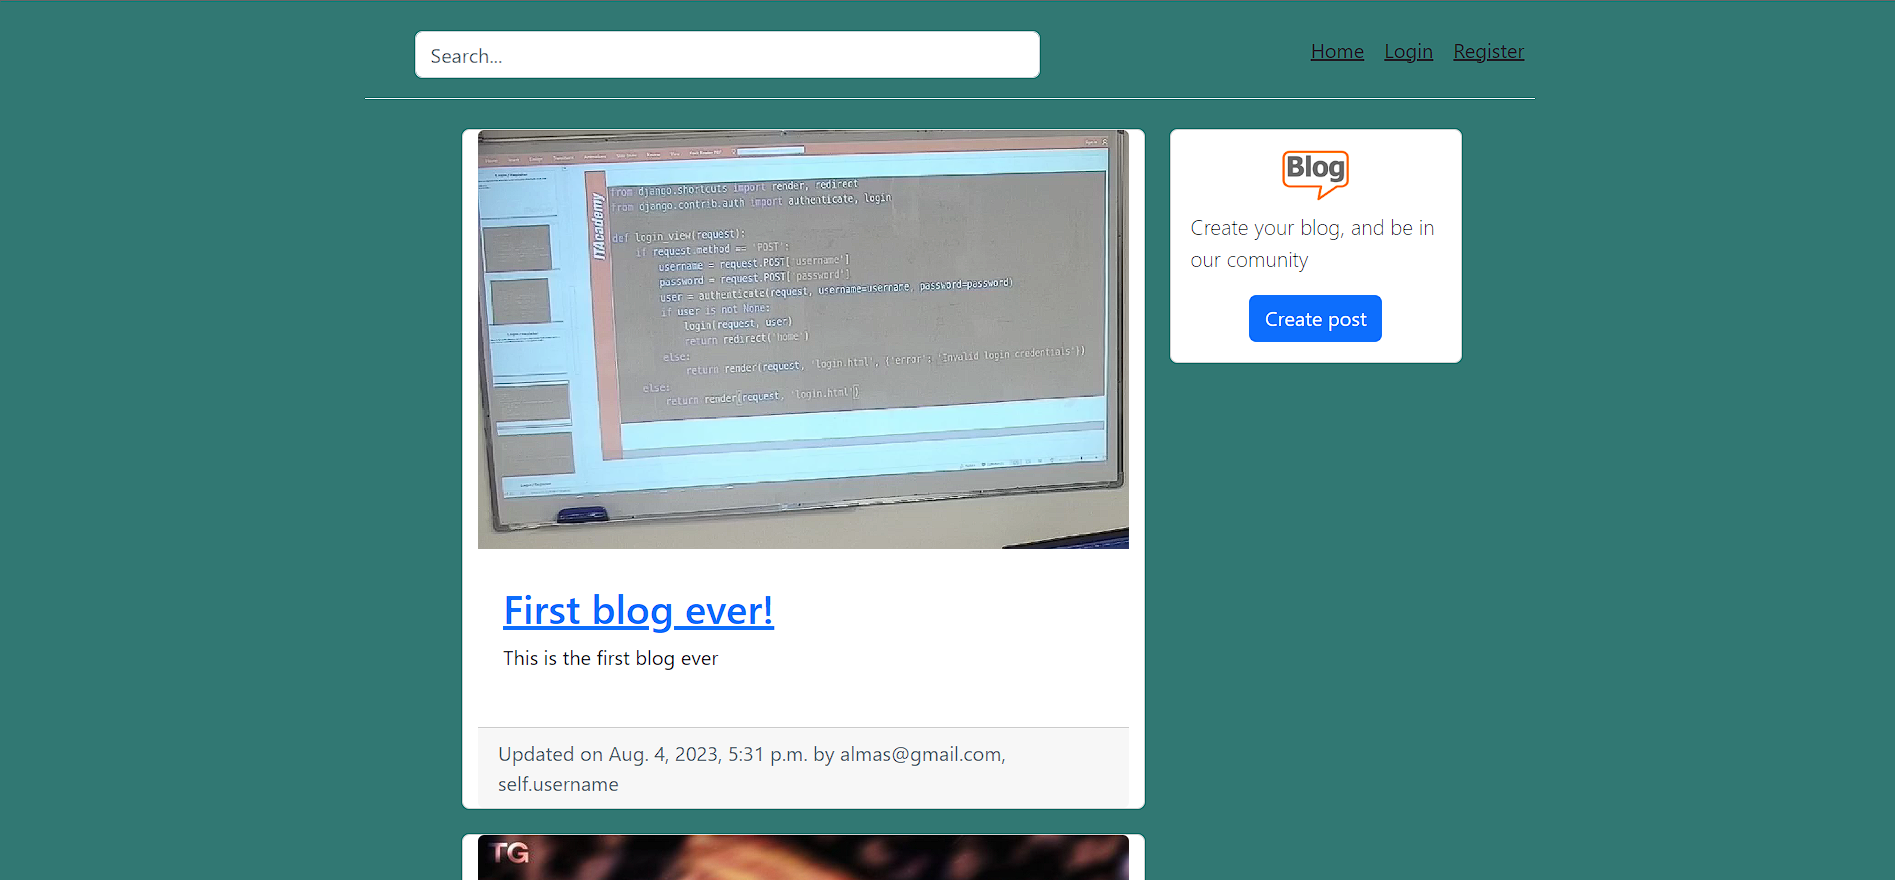 Search...
Home Login Register
ITAcademy
from django.shortcuts import render, redirect
from django.contrib.auth import authenticate, login
def login_view(request):
if request.method == 'POST':
username = request.POST['username']
password = request.POST['password']
user = authenticate(request, username=username, password=password)
if user is not None:
login(request, user)
return redirect('home')
else:
return render(request, 'login.html', {'error': 'Invalid login credentials'})
else:
return render(request, 'login.html')
Blog
Create your blog, and be in
our comunity
Create post
First blog ever!
This is the first blog ever
Updated on Aug. 4, 2023, 5:31 p.m. by almas@gmail.com,
self.username
TG